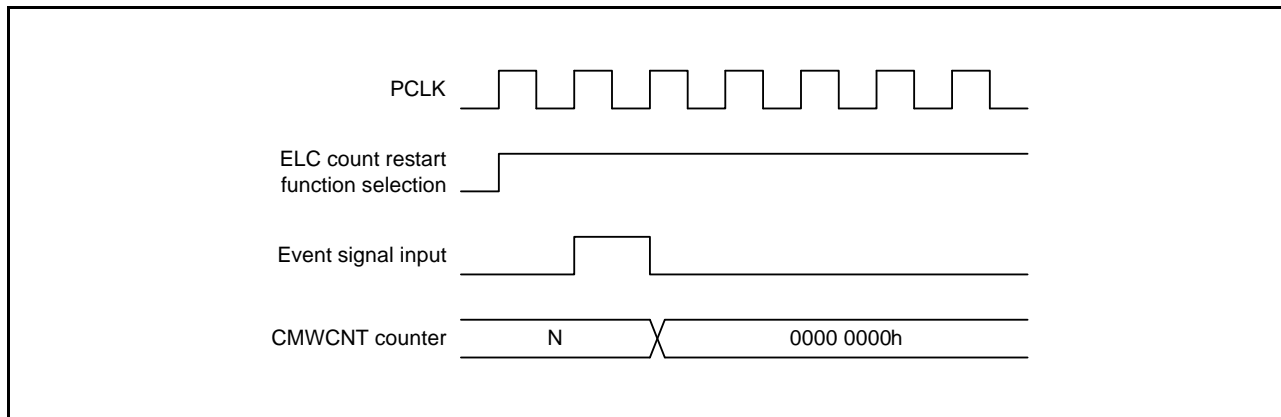 PCLK
ELC count restart
function selection
Event signal input
CMWCNT counter
N
0000 0000h